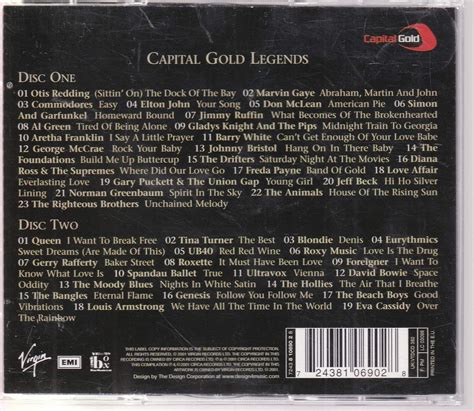 Capital Gold
CAPITAL GOLD LEGENDS
DISC ONE
01 Otis Redding (Sittin' On) The Dock Of The Bay 02 Marvin Gaye Abraham, Martin And John
03 Commodores Easy 04 Elton John Your Song 05 Don McLean American Pie 06 Simon
And Garfunkel Homeward Bound 07 Jimmy Ruffin What Becomes Of The Brokenhearted
08 Al Green Tired Of Being Alone 09 Gladys Knight And The Pips Midnight Train To Georgia
10 Aretha Franklin I Say A Little Prayer 11 Barry White Can't Get Enough Of Your Love Babe
12 George McCrae Rock Your Baby 13 Johnny Bristol Hang On In There Baby 14 The
Foundations Build Me Up Buttercup 15 The Drifters Saturday Night At The Movies 16 Diana
Ross & The Supremes Where Did Our Love Go 17 Freda Payne Band Of Gold 18 Love Affair
Everlasting Love 19 Gary Puckett & The Union Gap Young Girl 20 Jeff Beck Hi Ho Silver
Lining 21 Norman Greenbaum Spirit In The Sky 22 The Animals House Of The Rising Sun
23 The Righteous Brothers Unchained Melody
DISC TWO
01 Queen I Want To Break Free 02 Tina Turner The Best 03 Blondie Denis 04 Eurythmics
Sweet Dreams (Are Made Of This) 05 UB40 Red Red Wine 06 Roxy Music Love Is The Drug
07 Gerry Rafferty Baker Street 08 Roxette It Must Have Been Love 09 Foreigner I Want To
Know What Love Is 10 Spandau Ballet True 11 Ultravox Vienna 12 David Bowie Space
Oddity 13 The Moody Blues Nights In White Satin 14 The Hollies The Air That I Breathe
15 The Bangles Eternal Flame 16 Genesis Follow You Follow Me 17 The Beach Boys Good
Vibrations 18 Louis Armstrong We Have All The Time In The World 19 Eva Cassidy Over
The Rainbow
Virgin
EMI
Design by The Design Corporation at www.design4music.com
7 24381 06902 8
PRINTED IN THE E.U.